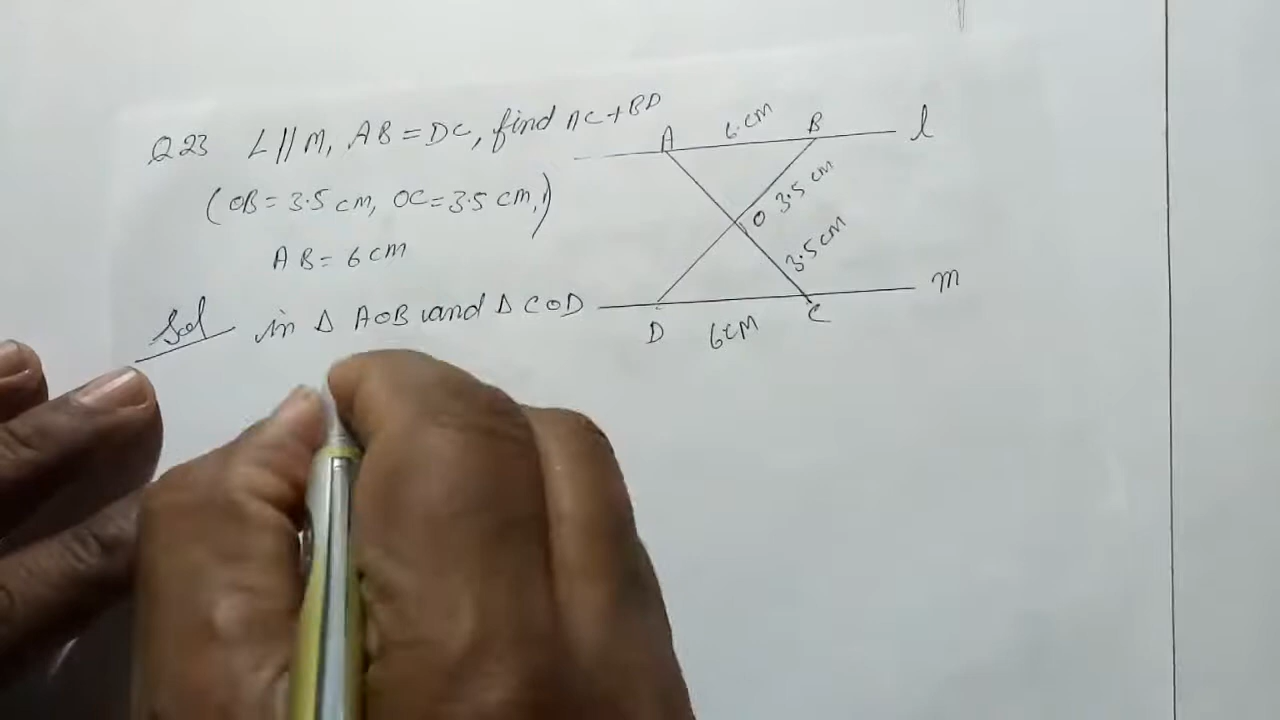 Q23 L//M, AB = DC, find AC+BD
(OB = 3.5 cm, OC = 3.5 cm,)
AB = 6 cm
Sol in Δ AOB and Δ COD
A 6 cm B l
O 3.5 cm
3.5 cm
D 6 cm C m